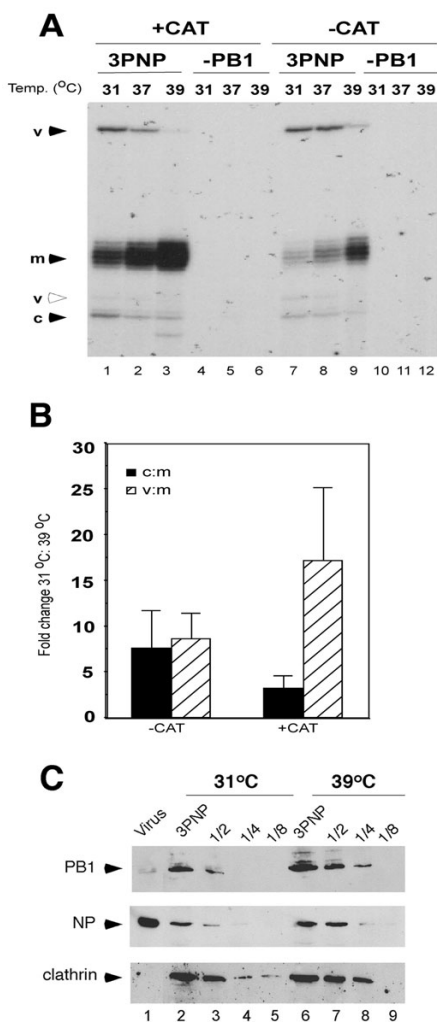 A
+CAT -CAT
3PNP -PB1 3PNP -PB1
Temp. (°C) 31 37 39 31 37 39 31 37 39 31 37 39
v
m
v
c
1 2 3 4 5 6 7 8 9 10 11 12
B
30
25
20
15
10
5
0
Fold change 31 °C: 39 °C
c:m
v:m
-CAT +CAT
C
31°C 39°C
Virus 3PNP 1/2 1/4 1/8 3PNP 1/2 1/4 1/8
PB1
NP
clathrin
1 2 3 4 5 6 7 8 9